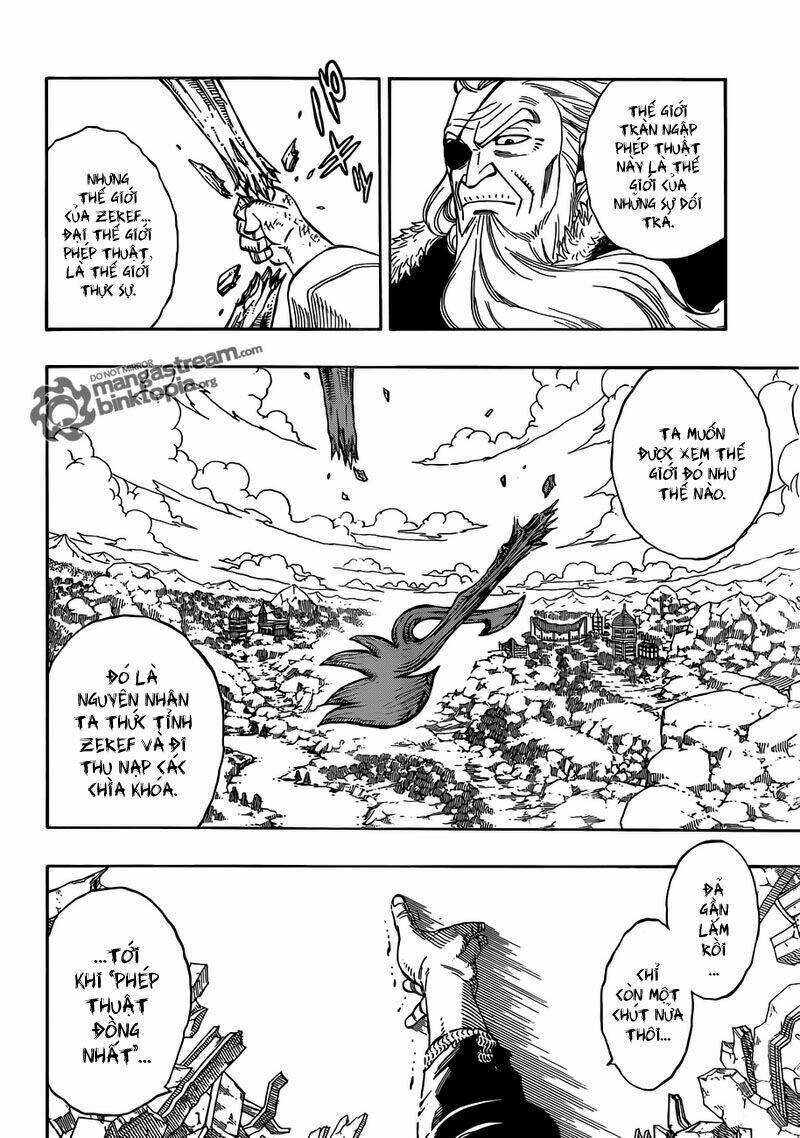 THẾ GIỚI
TRÀN NGẬP
PHÉP THUẬT
NÀY LÀ THẾ
GIỚI CỦA
NHỮNG SỰ DỐI
TRÁ.
NHƯNG
THẾ GIỚI
CỦA ZEREF...
ĐẠI THẾ GIỚI
PHÉP THUẬT,
LÀ THẾ GIỚI
THỰC SỰ.
DO NOT MIRROR
mangastream.com
binktopia.org
TA MUỐN
ĐƯỢC XEM THẾ
GIỚI ĐÓ NHƯ
THẾ NÀO.
ĐÓ LÀ
NGUYÊN NHÂN
TA THỨC TỈNH
ZEREF VÀ ĐI
THU NẠP CÁC
CHÌA KHÓA.
ĐÃ
GẦN LẮM
RỒI
...
CHỈ
CÒN MỘT
CHÚT NỮA
THÔI...
...TỚI
KHI "PHÉP
THUẬT
ĐỒNG
NHẤT"...